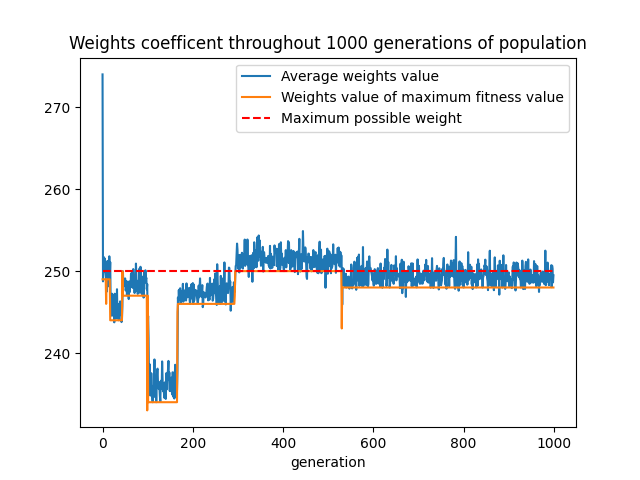 Weights coefficent throughout 1000 generations of population
Average weights value
Weights value of maximum fitness value
Maximum possible weight
270
260
250
240
0 200 400 600 800 1000
generation